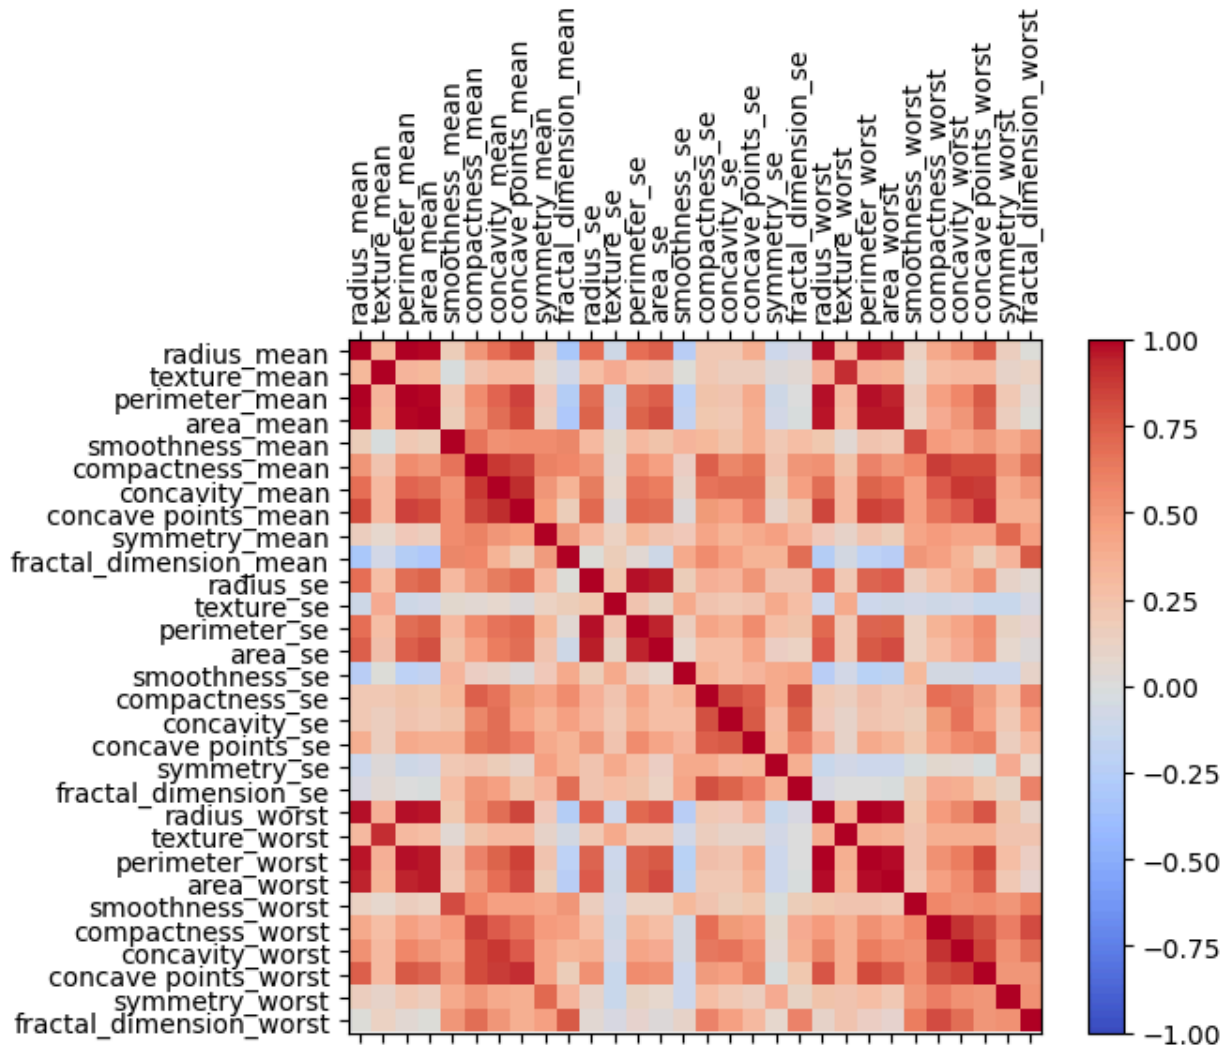 radius_mean
texture_mean
perimefer_mean
area_mean
smoothness_mean
compactness_mean
concavity_mean
concave points_mean
symmetry_mean
fractal_dimension_mean
radius_se
texture_se
perimefer_se
area_se
smoothness_se
compactness_se
concavity_se
concave points_se
symmetry_se
fractal_dimension_se
radius_worst
texture_worst
perimefer_worst
area_worst
smoothness_worst
compactness_worst
concavity_worst
concave points_worst
symmetry_worst
fractal_dimension_worst
radius_mean
texture_mean
perimeter_mean
area_mean
smoothness_mean
compactness_mean
concavity_mean
concave points_mean
symmetry_mean
fractal_dimension_mean
radius_se
texture_se
perimeter_se
area_se
smoothness_se
compactness_se
concavity_se
concave points_se
symmetry_se
fractal_dimension_se
radius_worst
texture_worst
perimeter_worst
area_worst
smoothness_worst
compactness_worst
concavity_worst
concave points_worst
symmetry_worst
fractal_dimension_worst
1.00
0.75
0.50
0.25
0.00
−0.25
−0.50
−0.75
−1.00